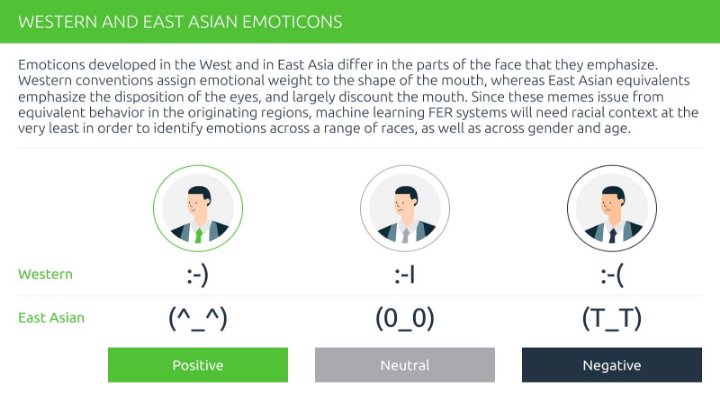 WESTERN AND EAST ASIAN EMOTICONS
Emoticons developed in the West and in East Asia differ in the parts of the face that they emphasize.
Western conventions assign emotional weight to the shape of the mouth, whereas East Asian equivalents
emphasize the disposition of the eyes, and largely discount the mouth. Since these memes issue from
equivalent behavior in the originating regions, machine learning FER systems will need racial context at the
very least in order to identify emotions across a range of races, as well as across gender and age.
Western :-) :-| :-(
East Asian (^_^) (0_0) (T_T)
Positive Neutral Negative